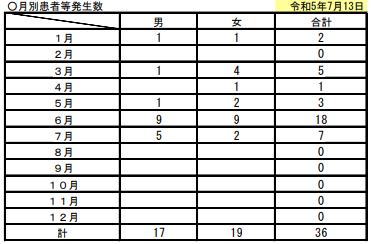 〇月別患者等発生数 令和5年7月13日
男 女 合計
1月 1 1 2
2月 0
3月 1 4 5
4月 1 1
5月 1 2 3
6月 9 9 18
7月 5 2 7
8月 0
9月 0
10月 0
11月 0
12月 0
計 17 19 36